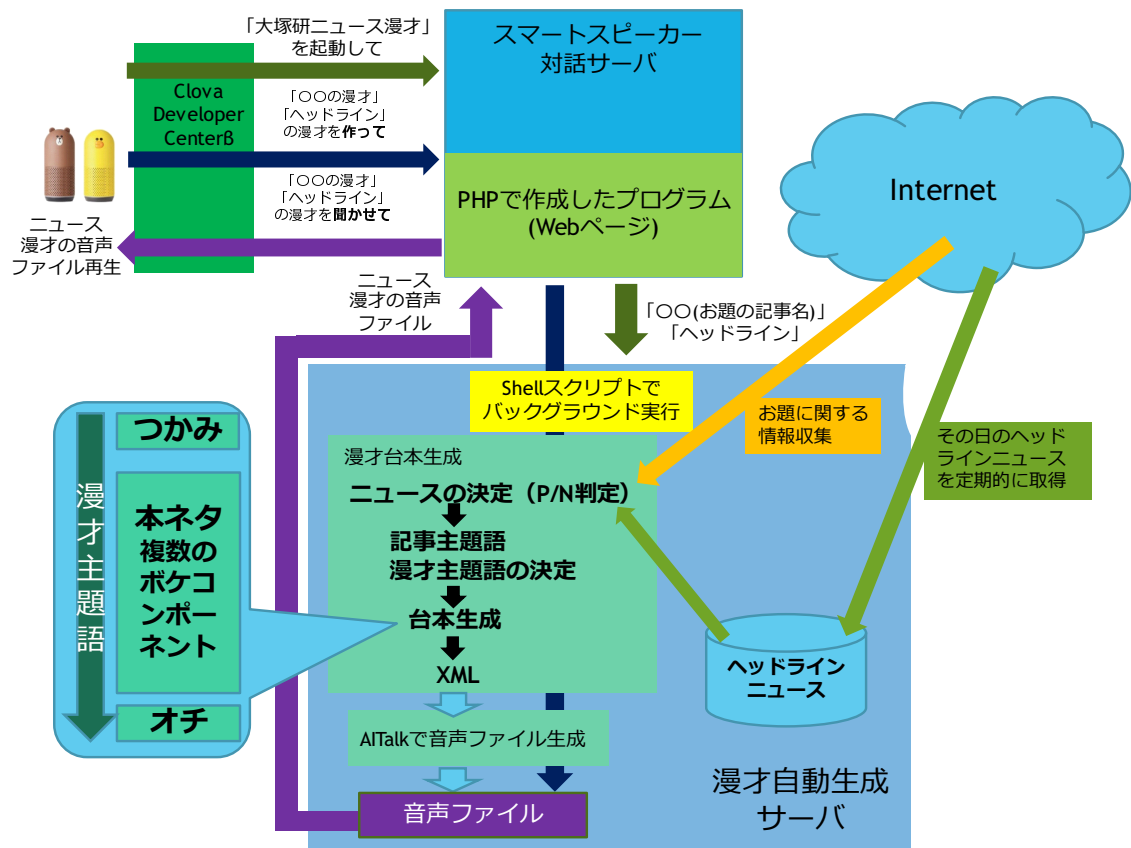 「大塚研ニュース漫才」
を起動して
Clova
Developer
Centerβ
「〇〇の漫才」
「ヘッドライン」
の漫才を作って
「〇〇の漫才」
「ヘッドライン」
の漫才を聞かせて
ニュース
漫才の音声
ファイル再生
スマートスピーカー
対話サーバ
PHPで作成したプログラム
(Webページ)
Internet
ニュース
漫才の音声
ファイル
「〇〇(お題の記事名)」
「ヘッドライン」
Shellスクリプトで
バックグラウンド実行
お題に関する
情報収集
その日のヘッド
ラインニュース
を定期的に取得
漫才主題語
つかみ
本ネタ
複数の
ボケコ
ンポー
ネント
オチ
漫才台本生成
ニュースの決定（P/N判定）
記事主題語
漫才主題語の決定
台本生成
XML
AITalkで音声ファイル生成
音声ファイル
ヘッドライン
ニュース
漫才自動生成
サーバ